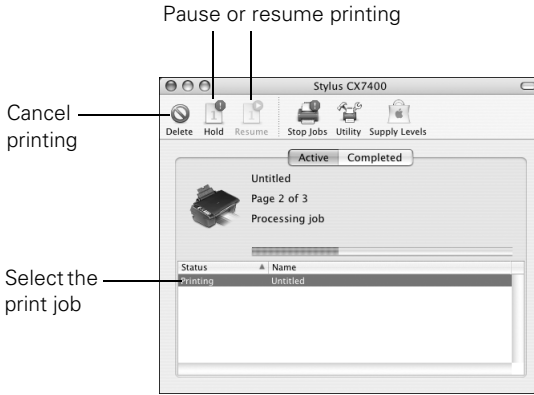 Pause or resume printing
Stylus CX7400
Cancel
printing
Delete Hold Resume Stop Jobs Utility Supply Levels
Active Completed
Untitled
Page 2 of 3
Processing job
Select the
print job
Status Name
Printing Untitled